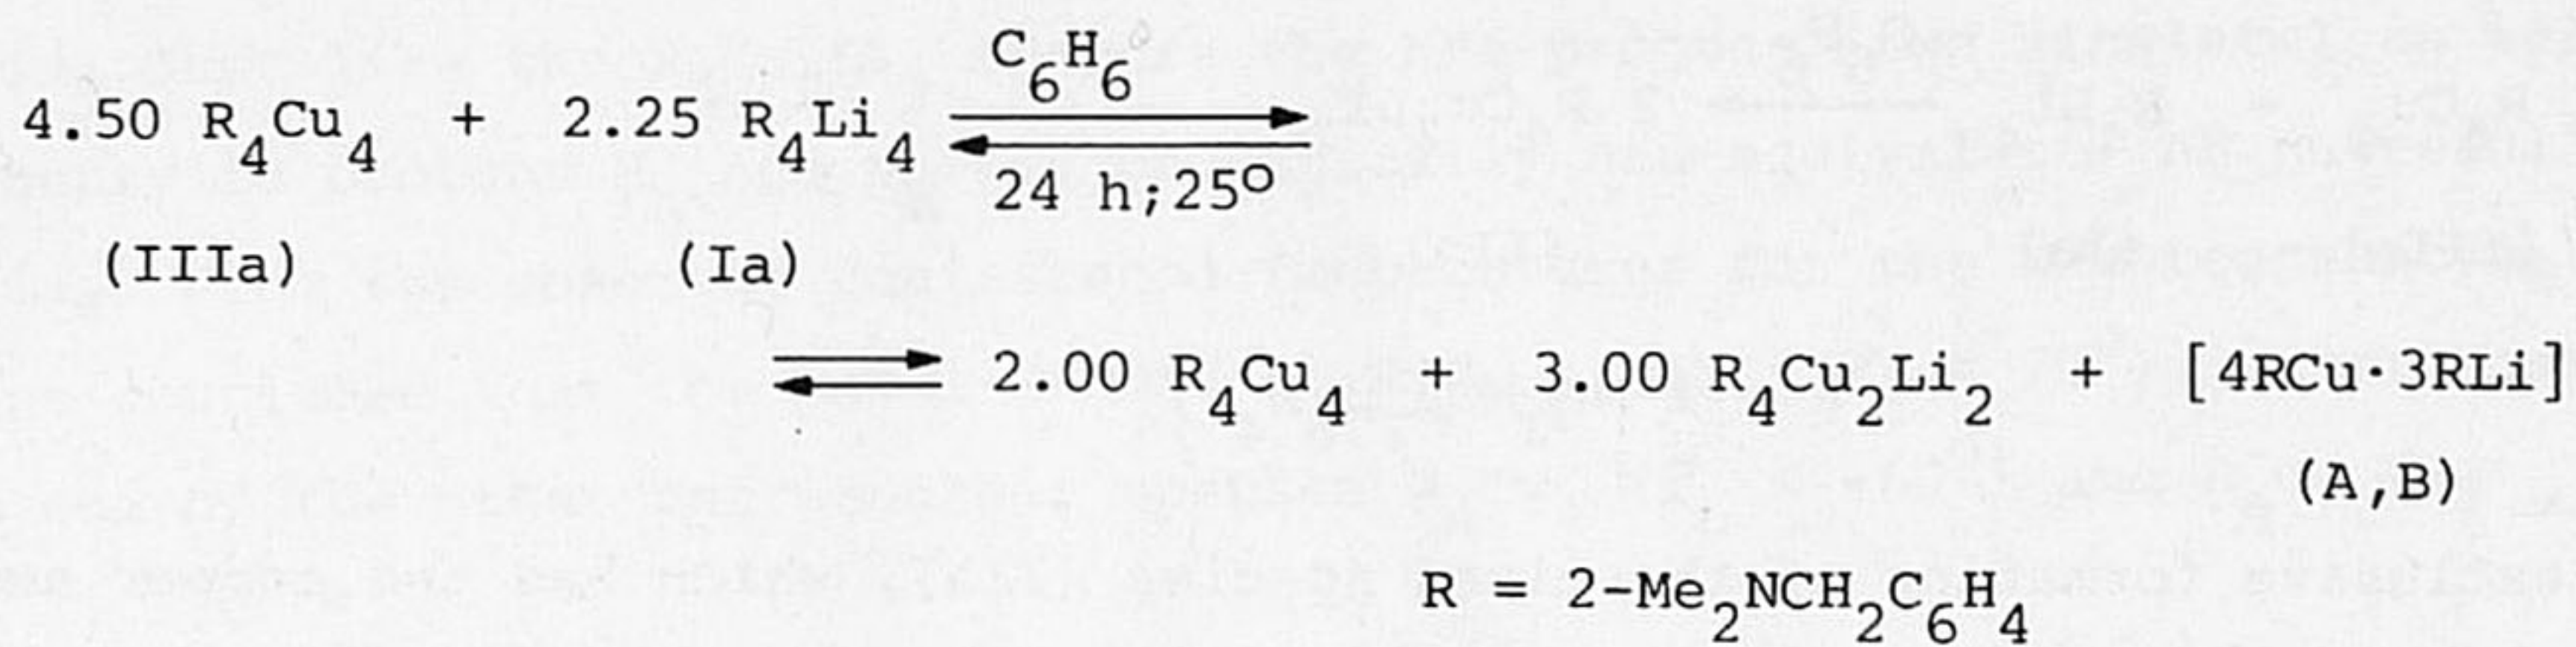 C₆H₆
4.50 R₄Cu₄ + 2.25 R₄Li₄ ⇌
24 h;25°
(IIIa) (Ia)
⇌ 2.00 R₄Cu₄ + 3.00 R₄Cu₂Li₂ + [4RCu·3RLi]
(A,B)
R = 2-Me₂NCH₂C₆H₄